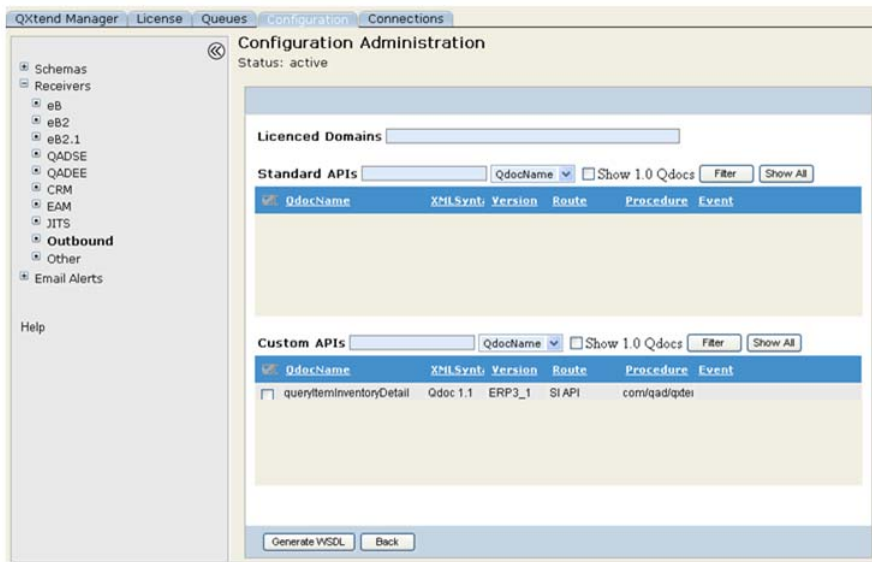 QXtend Manager License Queues Configuration Connections
Configuration Administration
Status: active
Schemas
Receivers
eB
eB2
eB2.1
QADSE
QADEE
CRM
EAM
JITS
Outbound
Other
Email Alerts
Help
Licenced Domains
Standard APIs QdocName Show 1.0 Qdocs Filter Show All
QdocName XMLSynt Version Route Procedure Event
Custom APIs QdocName Show 1.0 Qdocs Filter Show All
QdocName XMLSynt Version Route Procedure Event
queryItemInventoryDetail Qdoc 1.1 ERP3_1 SI API com/qad/qxte
Generate WSDL Back